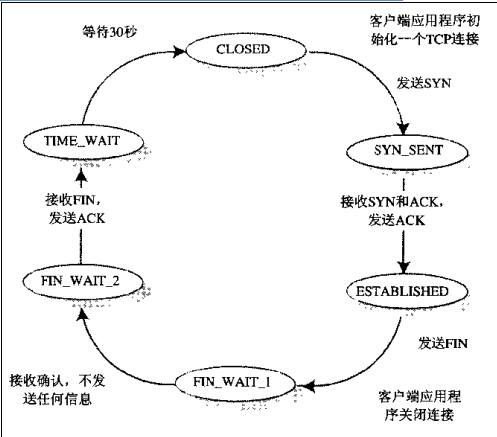 等待30秒
CLOSED
客户端应用程序初
始化一个TCP连接
发送SYN
TIME_WAIT
SYN_SENT
接收FIN,
发送ACK
接收SYN和ACK,
发送ACK
FIN_WAIT_2
ESTABLISHED
发送FIN
接收确认，不发
送任何信息
FIN_WAIT_1
客户端应用程
序关闭连接